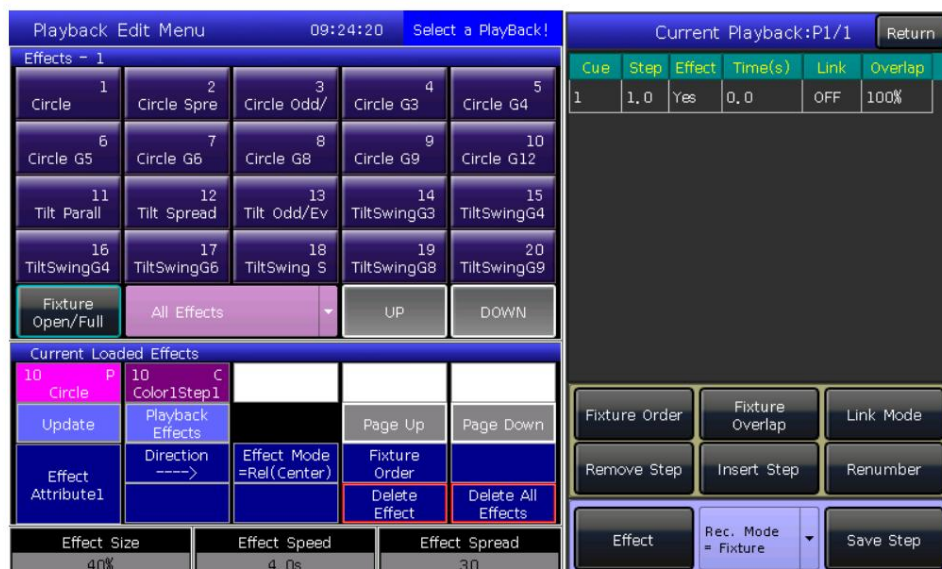 Playback Edit Menu 09:24:20 Select a PlayBack!
Effects - 1
1 2 3 4 5
Circle Circle Spre Circle Odd/ Circle G3 Circle G4
6 7 8 9 10
Circle G5 Circle G6 Circle G8 Circle G9 Circle G12
11 12 13 14 15
Tilt Parall Tilt Spread Tilt Odd/Ev TiltSwingG3 TiltSwingG4
16 17 18 19 20
TiltSwingG4 TiltSwingG6 TiltSwing S TiltSwingG8 TiltSwingG9
Fixture
Open/Full
All Effects
UP
DOWN
Current Loaded Effects
10 P 10 C
Circle Color1Step1
Update
Playback
Effects
Page Up
Page Down
Effect
Attribute1
Direction
---->
Effect Mode
=Rel(Center)
Fixture
Order
Delete
Effect
Delete All
Effects
Effect Size Effect Speed Effect Spread
40% 4.0s 30
Current Playback:P1/1 Return
Cue Step Effect Time(s) Link Overlap
1 1.0 Yes 0.0 OFF 100%
Fixture Order
Fixture
Overlap
Link Mode
Remove Step Insert Step Renumber
Effect
Rec. Mode
= Fixture
Save Step